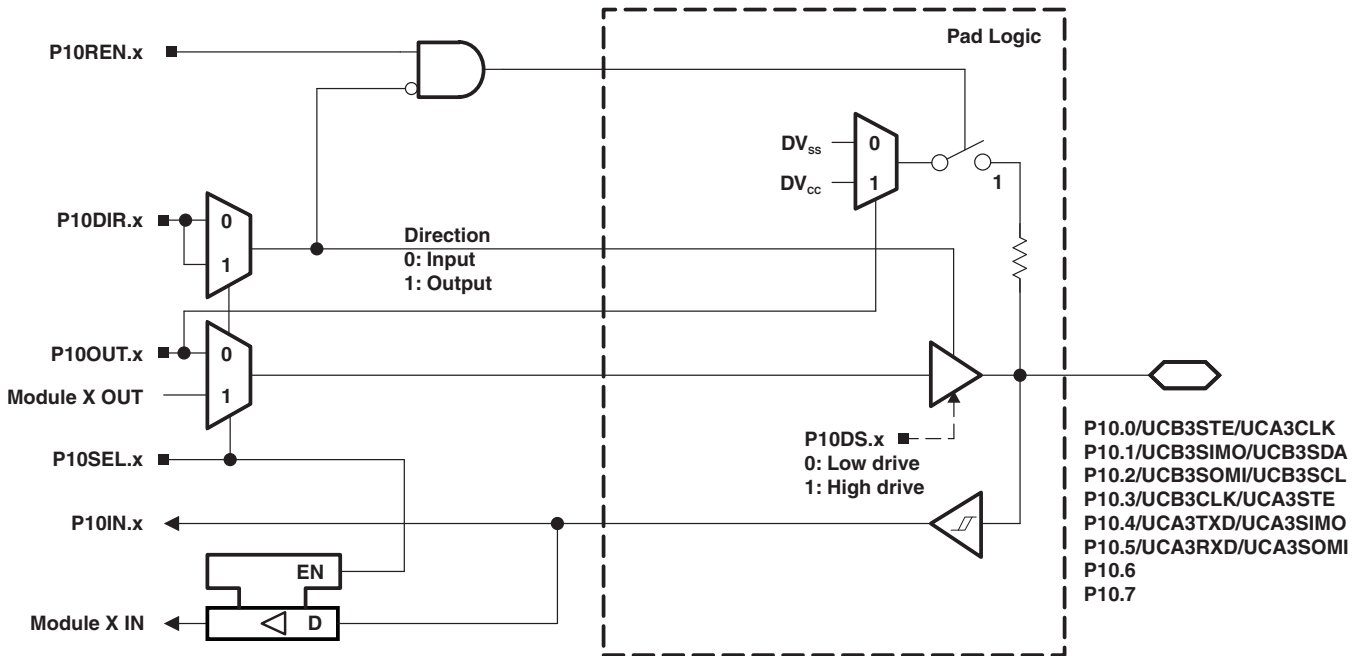 Pad Logic
P10REN.x
DVss
0
DVcc
1
1
P10DIR.x
0
1
Direction
0: Input
1: Output
P10OUT.x
0
Module X OUT
1
P10DS.x
0: Low drive
1: High drive
P10SEL.x
P10IN.x
EN
Module X IN
D
P10.0/UCB3STE/UCA3CLK
P10.1/UCB3SIMO/UCB3SDA
P10.2/UCB3SOMI/UCB3SCL
P10.3/UCB3CLK/UCA3STE
P10.4/UCA3TXD/UCA3SIMO
P10.5/UCA3RXD/UCA3SOMI
P10.6
P10.7